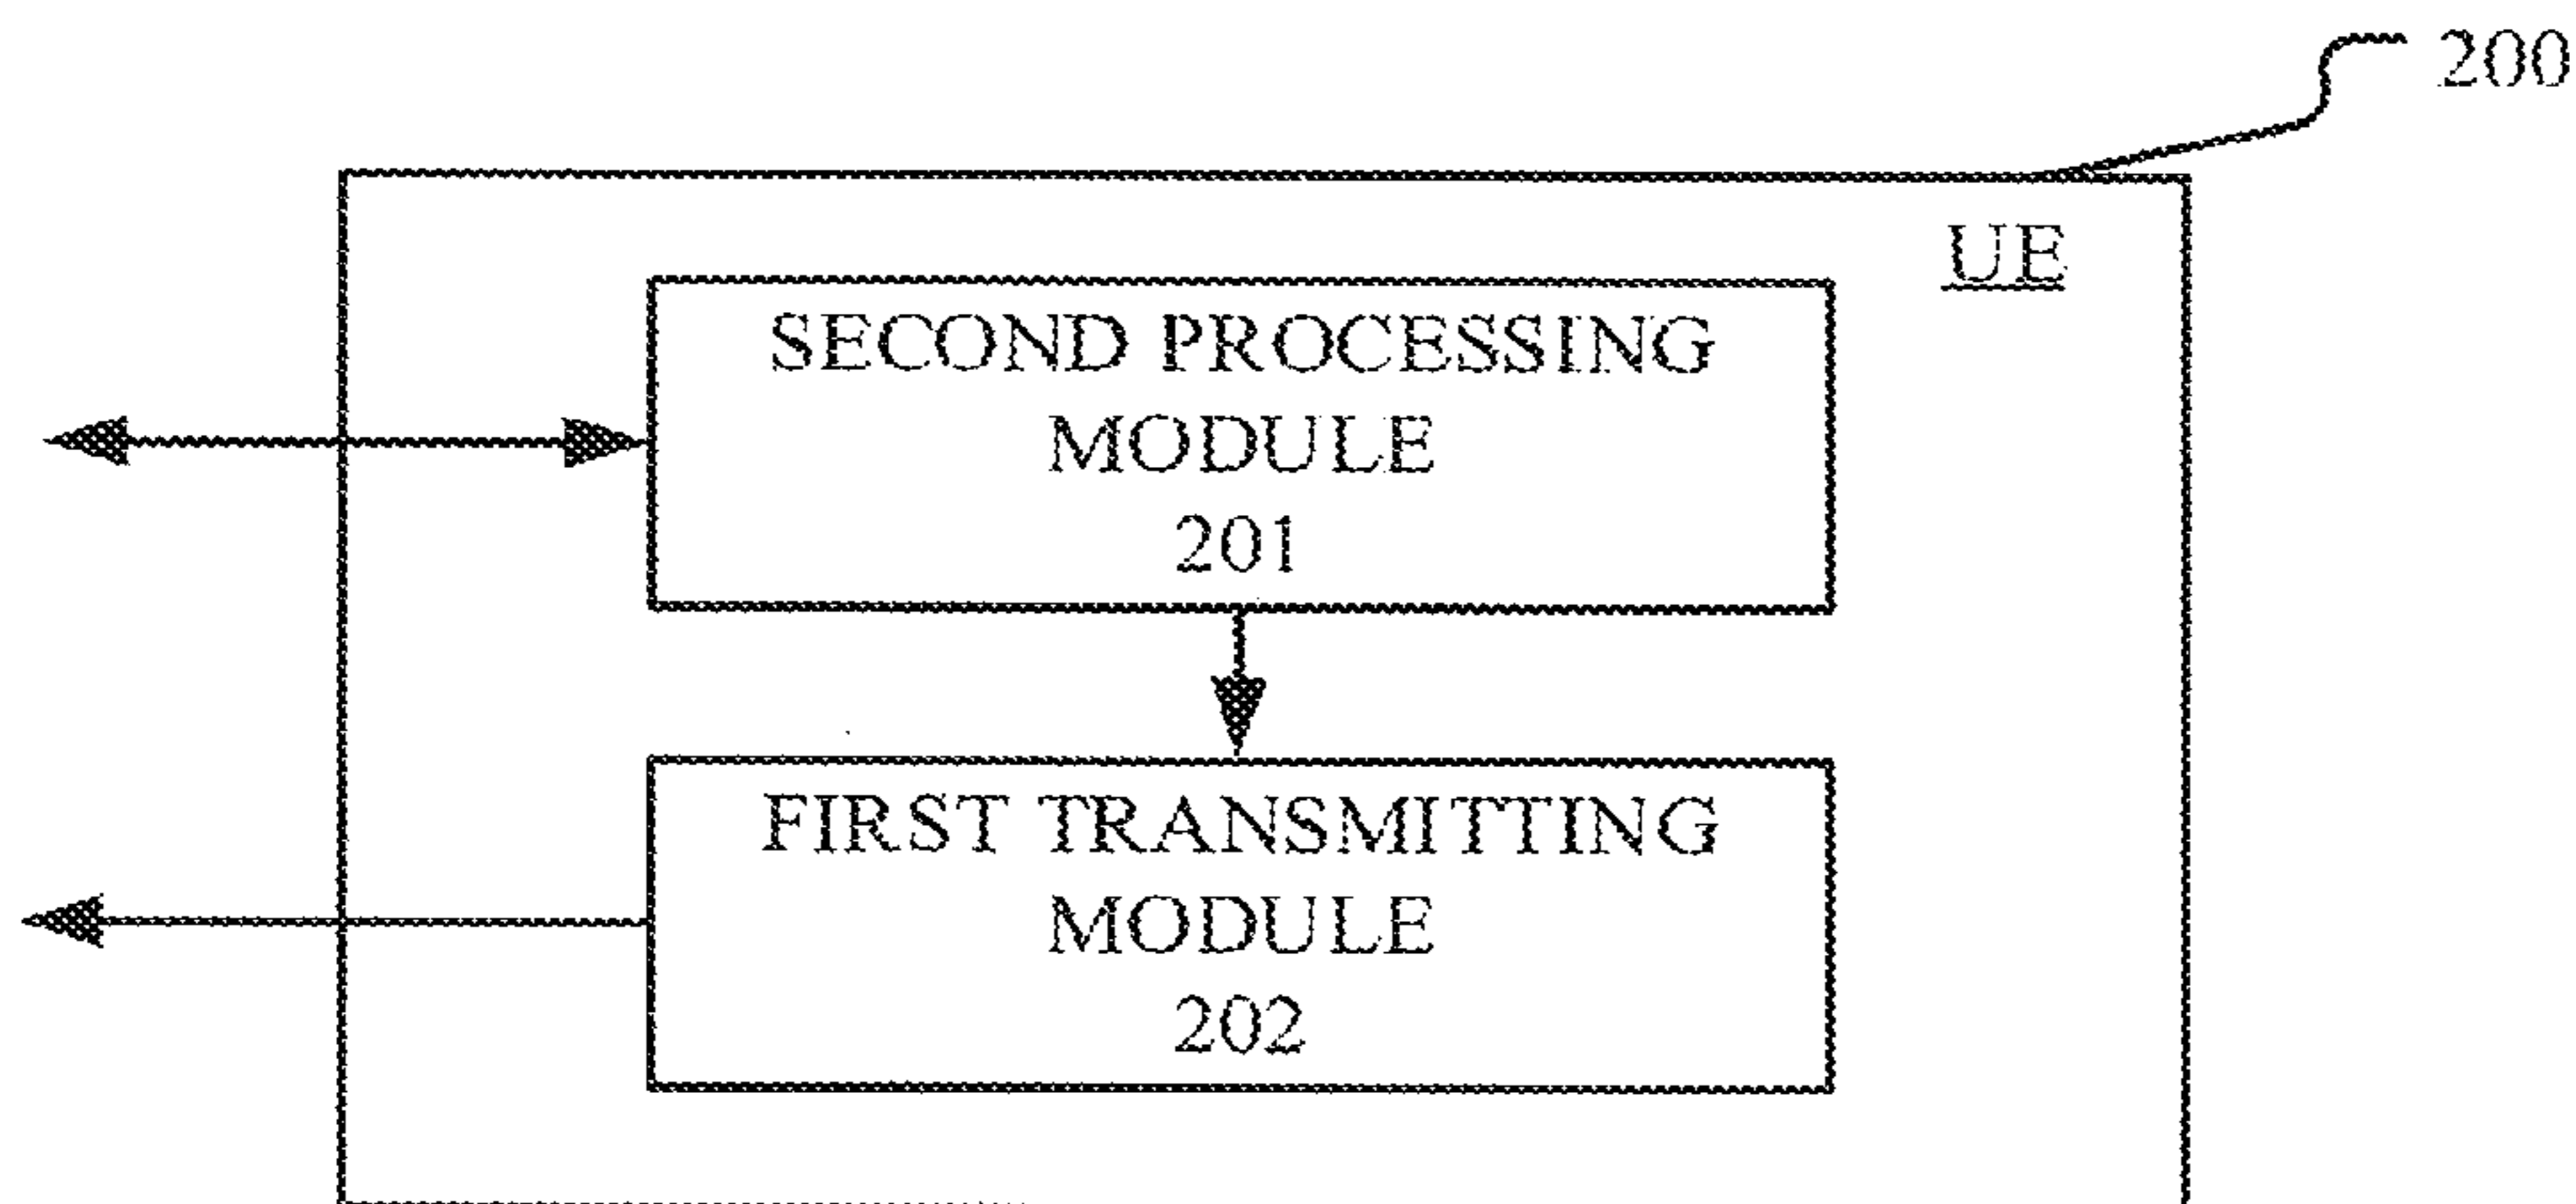 200
UE
SECOND PROCESSING
MODULE
201
FIRST TRANSMITTING
MODULE
202